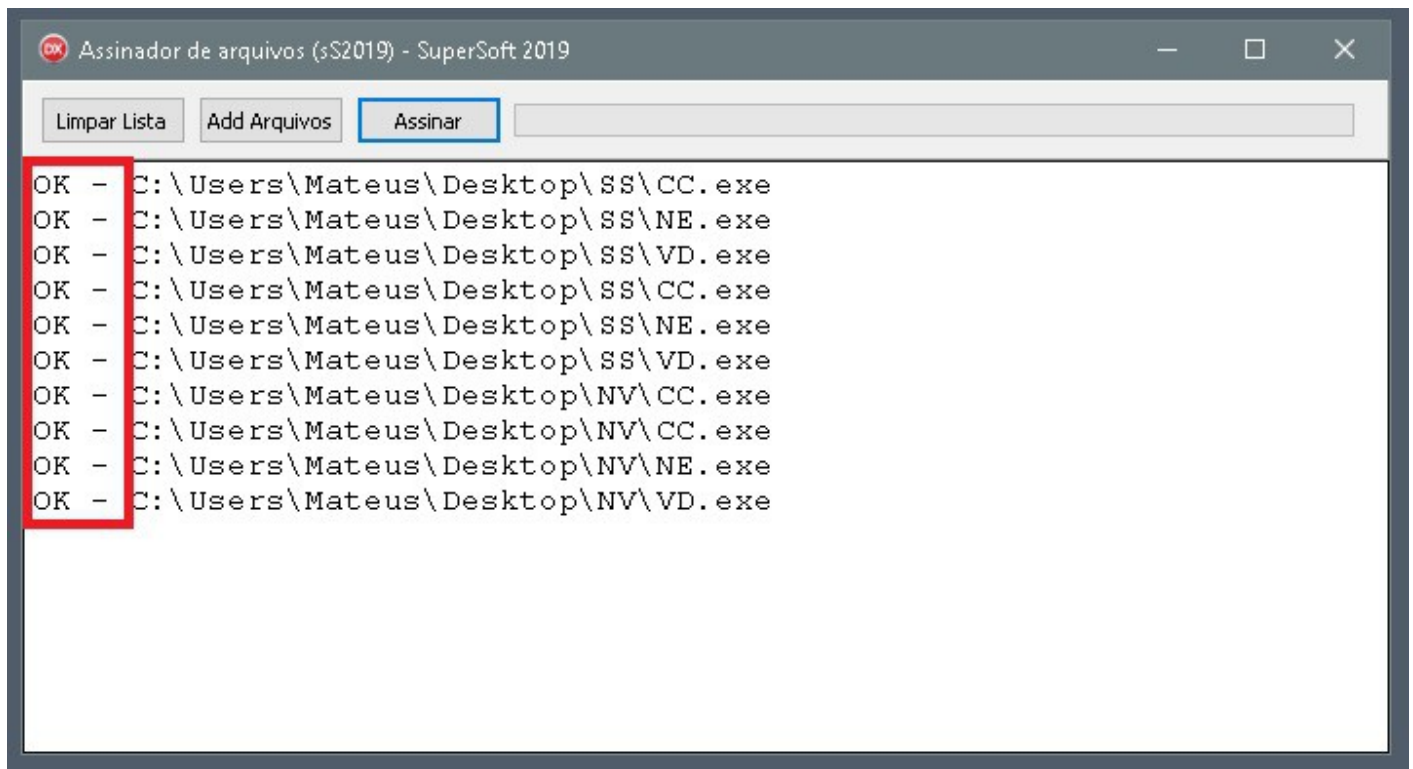 DX Assinador de arquivos (sS2019) - SuperSoft 2019
Limpar Lista Add Arquivos Assinar
OK - C:\Users\Mateus\Desktop\SS\CC.exe
OK - C:\Users\Mateus\Desktop\SS\NE.exe
OK - C:\Users\Mateus\Desktop\SS\VD.exe
OK - C:\Users\Mateus\Desktop\SS\CC.exe
OK - C:\Users\Mateus\Desktop\SS\NE.exe
OK - C:\Users\Mateus\Desktop\SS\VD.exe
OK - C:\Users\Mateus\Desktop\NV\CC.exe
OK - C:\Users\Mateus\Desktop\NV\CC.exe
OK - C:\Users\Mateus\Desktop\NV\NE.exe
OK - C:\Users\Mateus\Desktop\NV\VD.exe